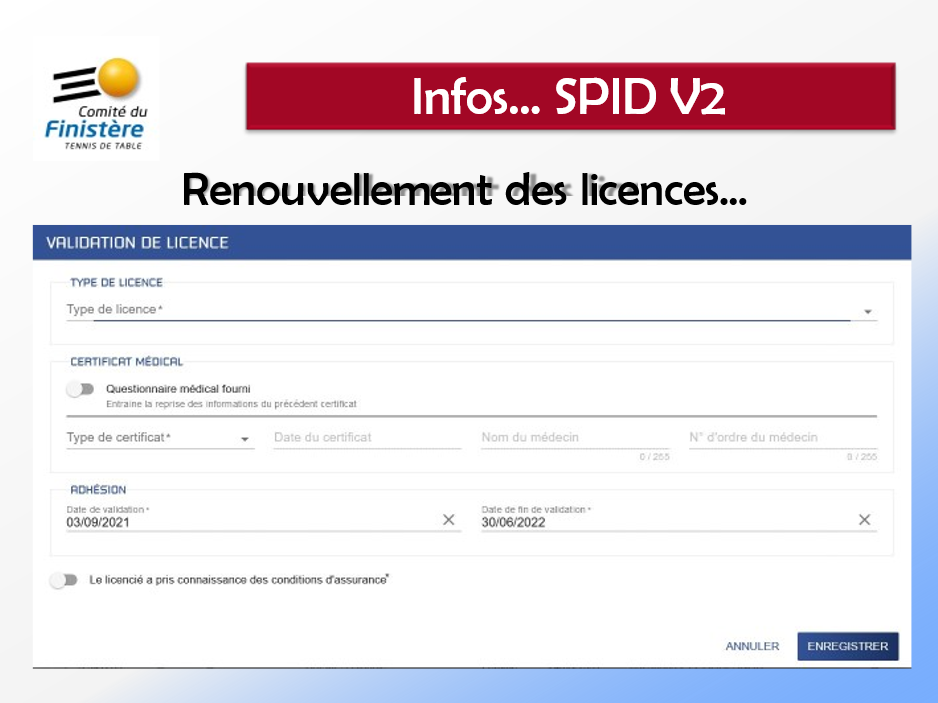 Comité du
Finistère
TENNIS DE TABLE
Infos... SPID V2
Renouvellement des licences...
VALIDATION DE LICENCE
TYPE DE LICENCE
Type de licence*
CERTIFICAT MÉDICAL
Questionnaire médical fourni
Entraine la reprise des informations du précédent certificat
Type de certificat* Date du certificat Nom du médecin N° d'ordre du médecin
0 / 255 0 / 255
ADHÉSION
Date de validation * Date de fin de validation *
03/09/2021 30/06/2022
Le licencié a pris connaissance des conditions d'assurance*
ANNULER ENREGISTRER